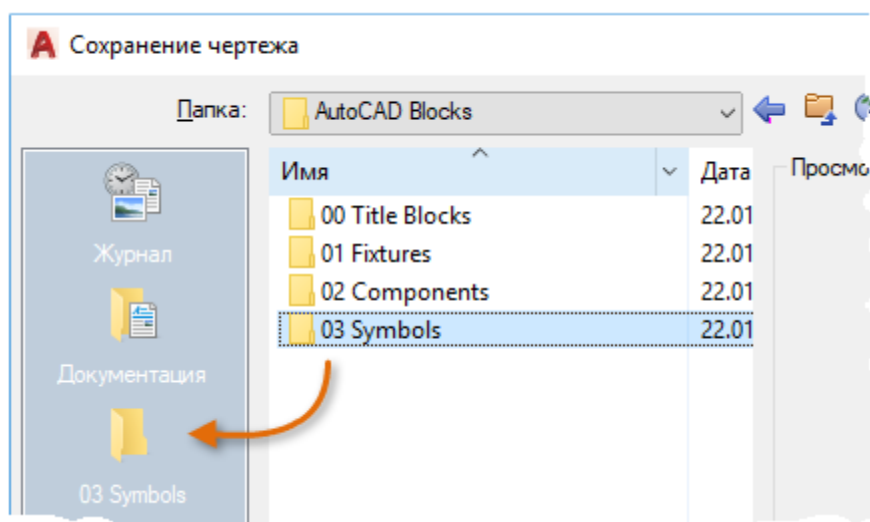 Сохранение чертежа
Папка: AutoCAD Blocks
Имя Дата Просмо
00 Title Blocks 22.01
01 Fixtures 22.01
02 Components 22.01
03 Symbols 22.01
Журнал
Документация
03 Symbols